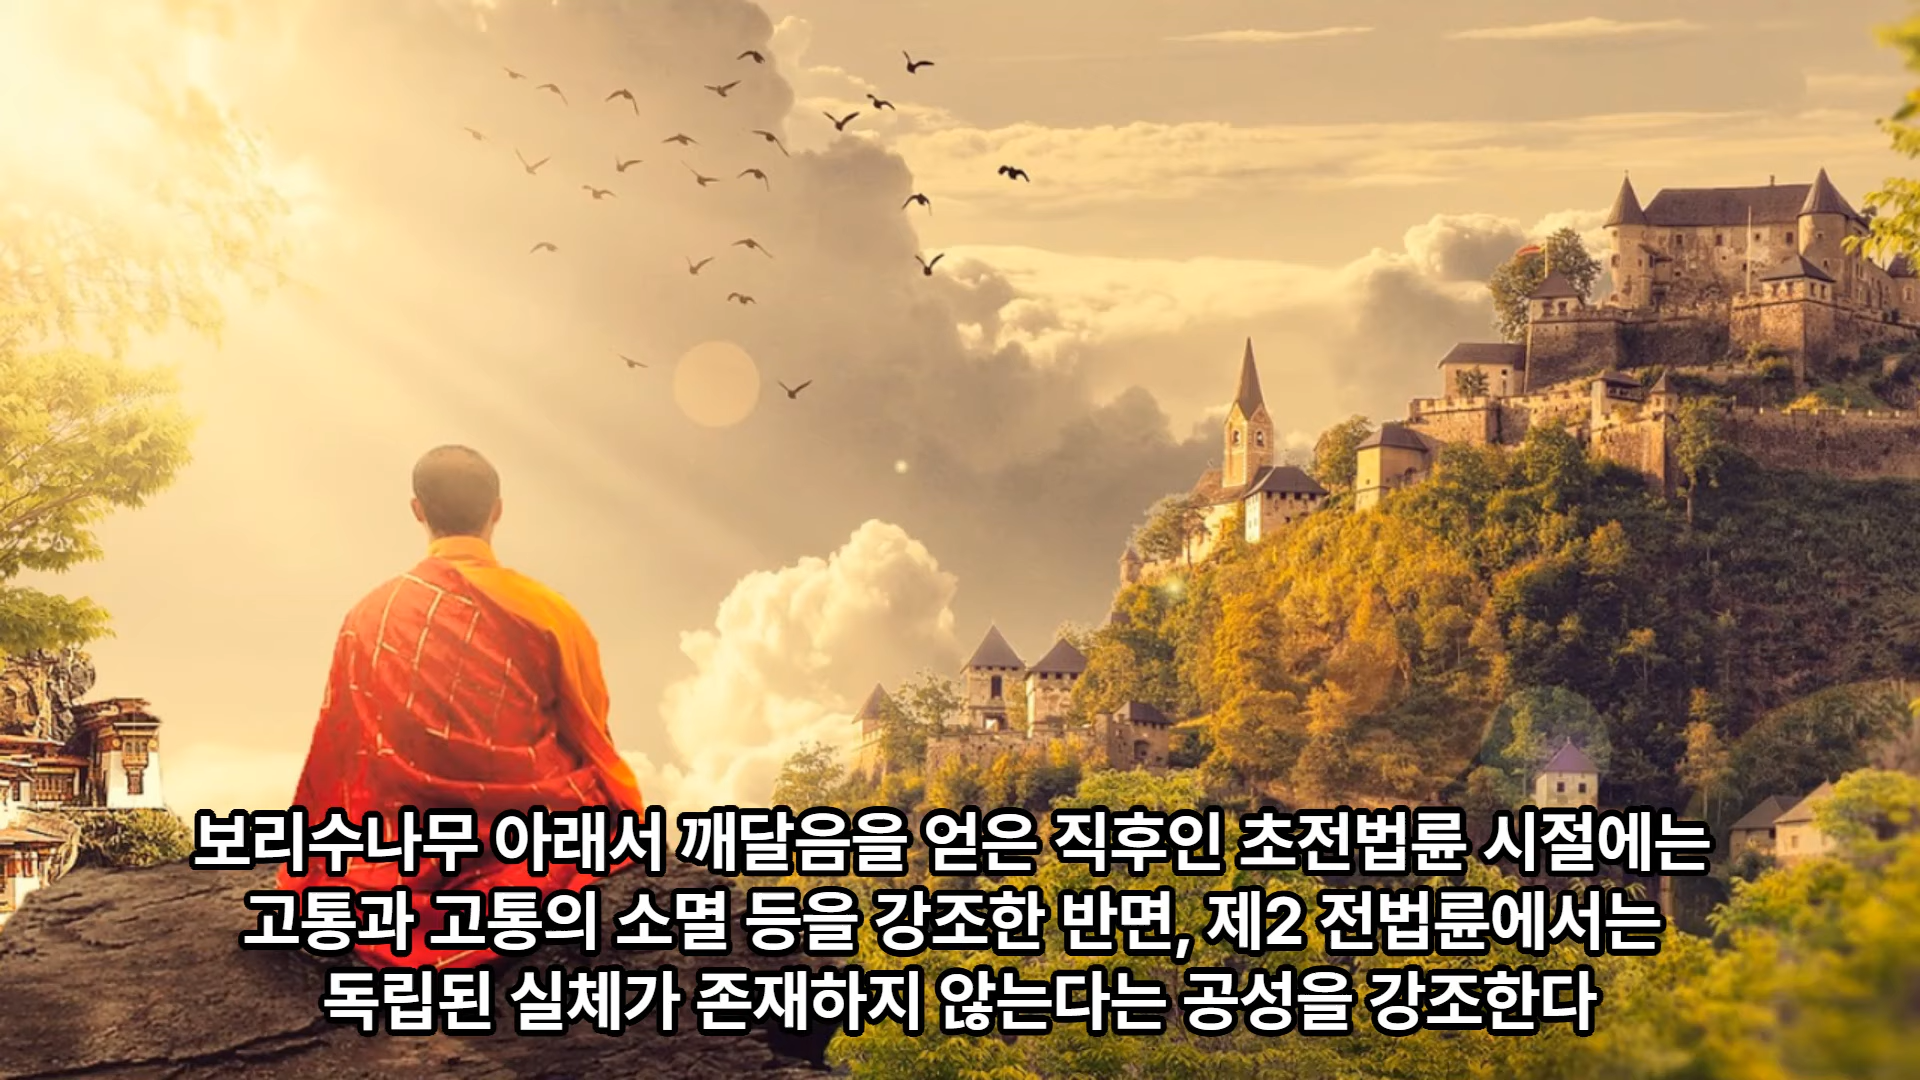 보리수나무 아래서 깨달음을 얻은 직후인 초전법륜 시절에는
고통과 고통의 소멸 등을 강조한 반면, 제2 전법륜에서는
독립된 실체가 존재하지 않는다는 공성을 강조한다